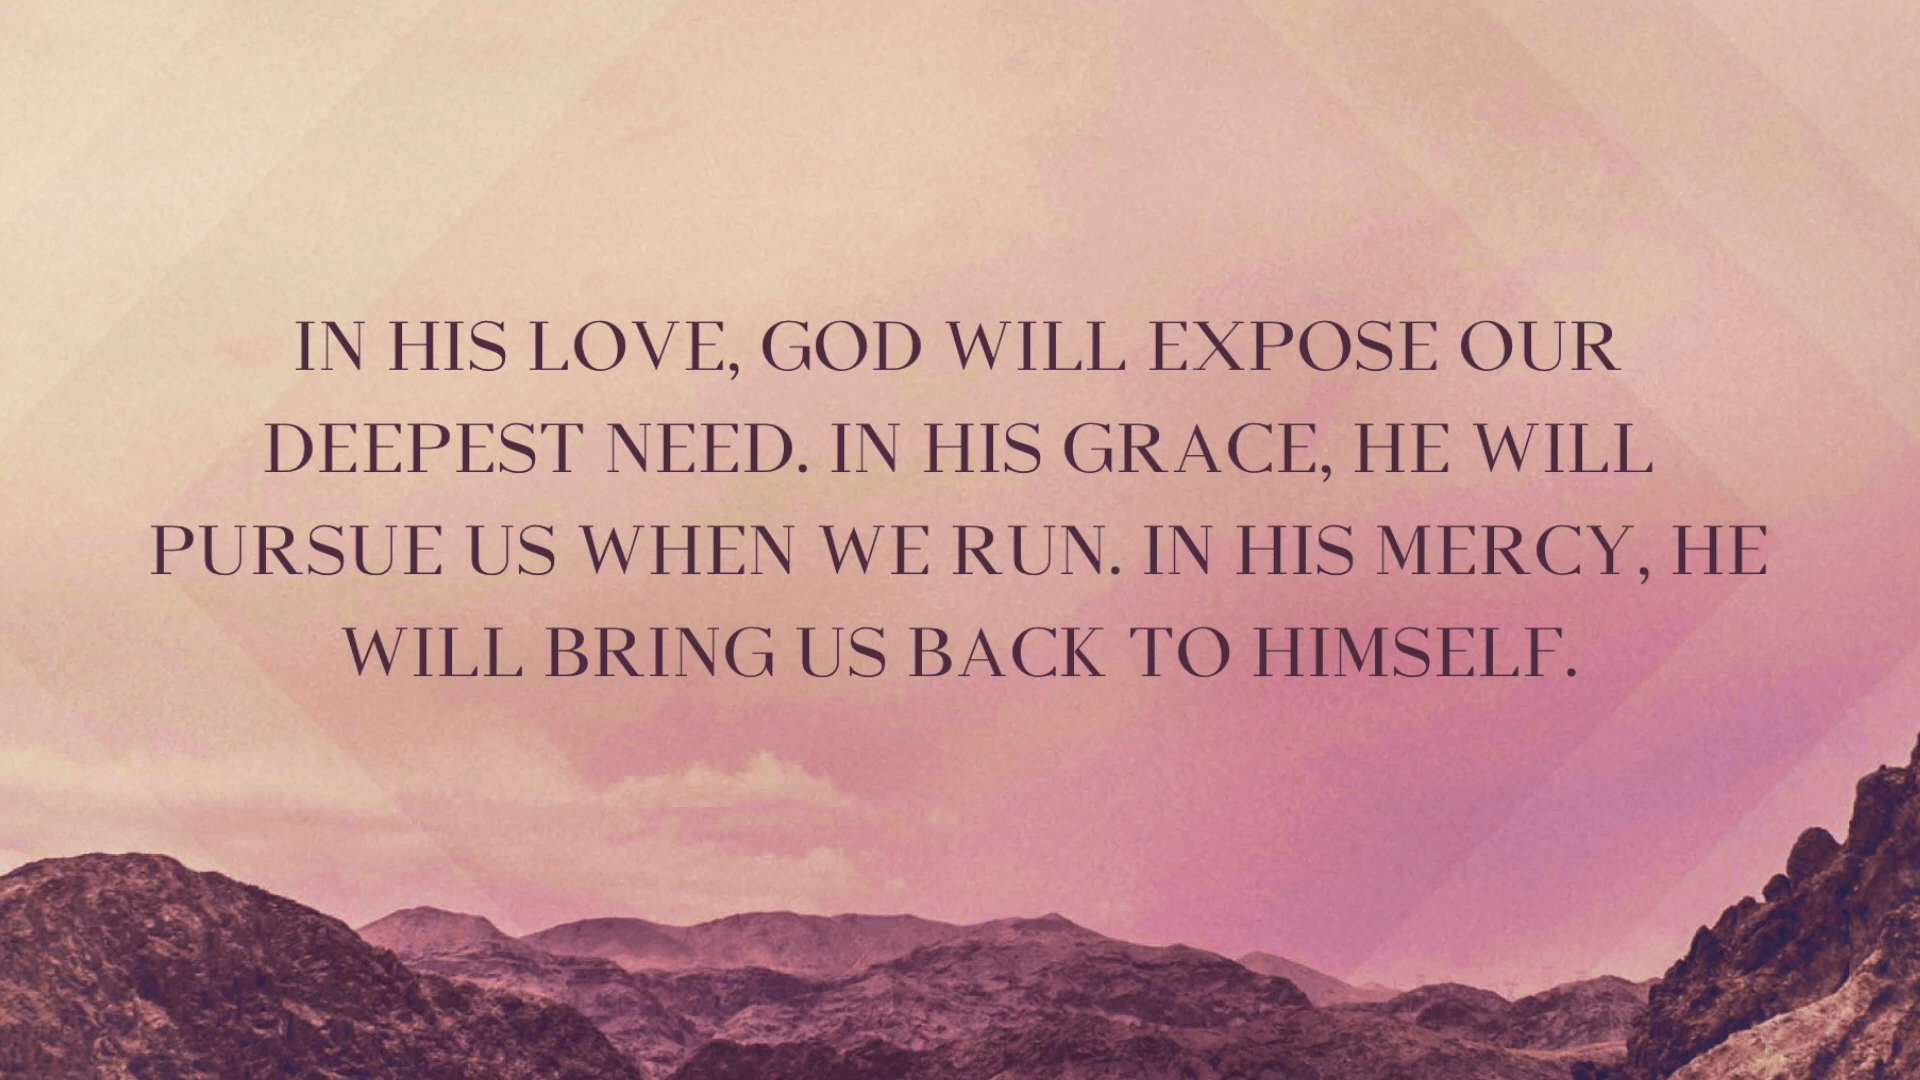 IN HIS LOVE, GOD WILL EXPOSE OUR
DEEPEST NEED. IN HIS GRACE, HE WILL
PURSUE US WHEN WE RUN. IN HIS MERCY, HE
WILL BRING US BACK TO HIMSELF.